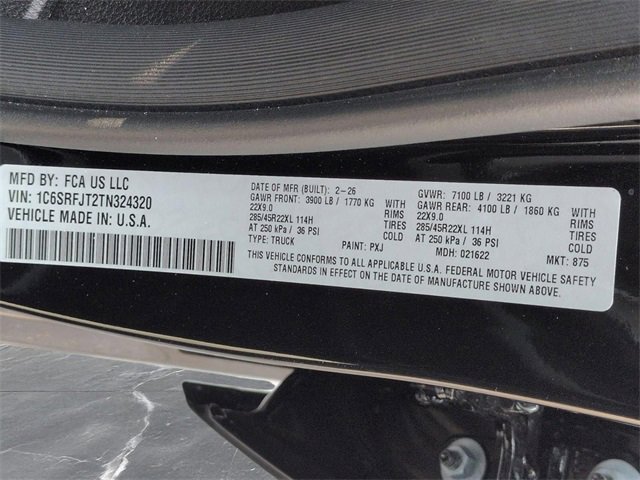 MFD BY: FCA US LLC
VIN: 1C6SRFJT2TN324320
VEHICLE MADE IN U.S.A.
DATE OF MFR (BUILT): 2-26 GVWR: 7100 LB / 3221 KG
GAWR FRONT: 3900 LB / 1770 KG WITH GAWR REAR: 4100 LB / 1860 KG WITH
22X9.0 RIMS 22X9.0 RIMS
285/45R22XL 114H TIRES 285/45R22XL 114H TIRES
AT 250 kPa / 36 PSI COLD AT 250 kPa / 36 PSI COLD
TYPE: TRUCK PAINT: PXJ MDH: 021622 MKT: 875
THIS VEHICLE CONFORMS TO ALL APPLICABLE U.S.A. FEDERAL MOTOR VEHICLE SAFETY
STANDARDS IN EFFECT ON THE DATE OF MANUFACTURE SHOWN ABOVE.